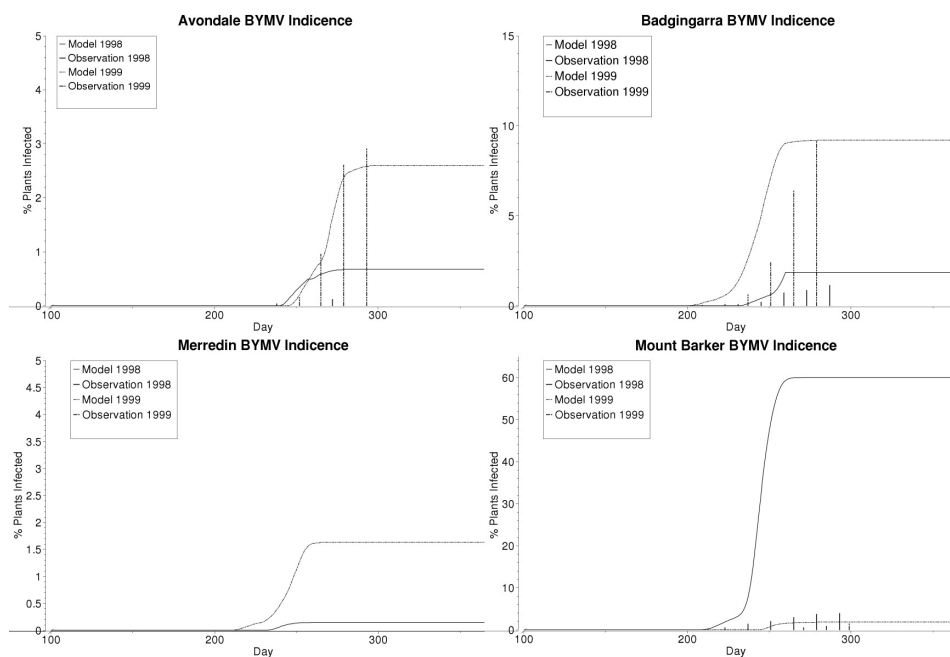 Avondale BYMV Indicence
5
4
3
2
1
0
% Plants Infected
Model 1998
Observation 1998
Model 1999
Observation 1999
100
200
300
Day
Badgingarra BYMV Indicence
15
10
5
0
% Plants Infected
Model 1998
Observation 1998
Model 1999
Observation 1999
100
200
300
Day
Merredin BYMV Indicence
5
4.5
4
3.5
3
2.5
2
1.5
1
0.5
0
% Plants Infected
Model 1998
Observation 1998
Model 1999
Observation 1999
100
200
300
Day
Mount Barker BYMV Indicence
60
50
40
30
20
10
0
% Plants Infected
Model 1998
Observation 1998
Model 1999
Observation 1999
100
200
300
Day